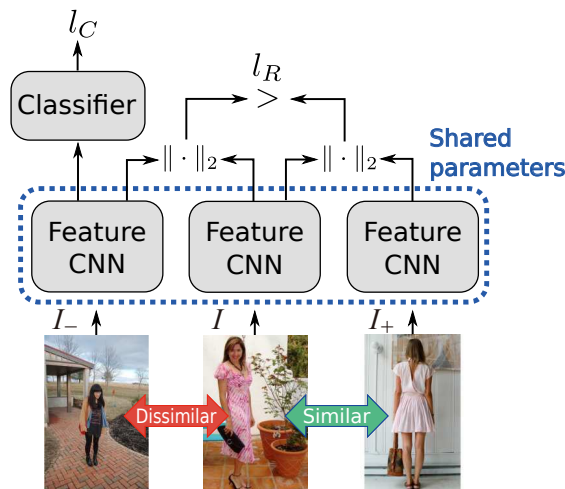 l_C
Classifier
l_R
>
‖ · ‖₂
‖ · ‖₂
Shared
parameters
Feature
CNN
Feature
CNN
Feature
CNN
I₋
I
I₊
Dissimilar
Similar